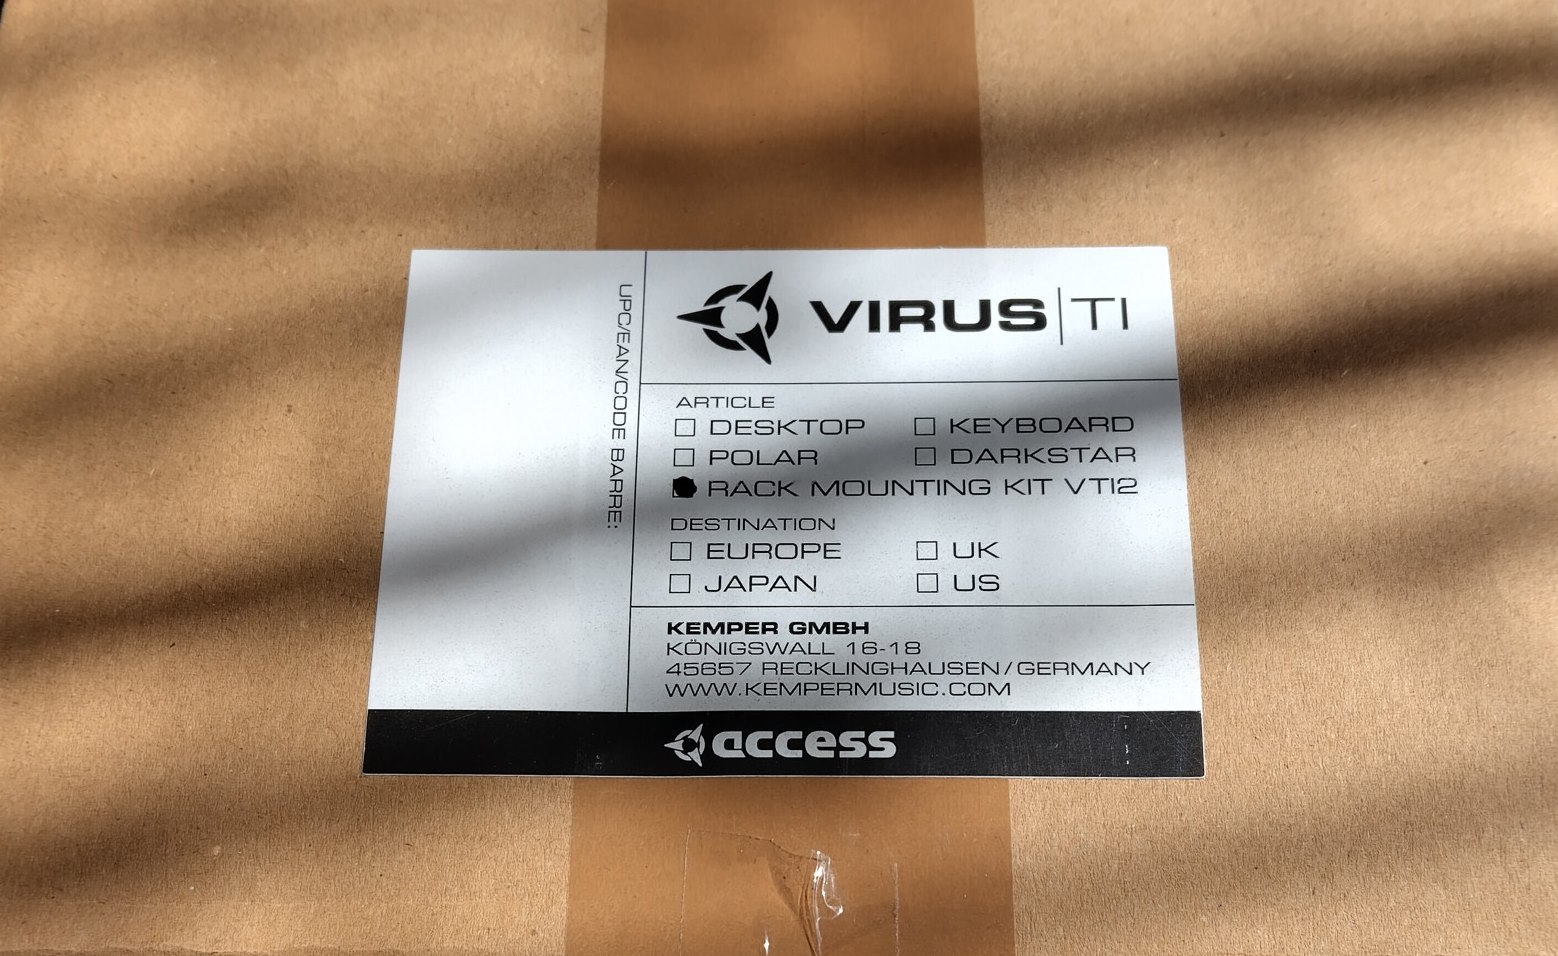 UPC/EAN/CODE BARRE:
VIRUS|TI
ARTICLE
DESKTOP KEYBOARD
POLAR DARKSTAR
RACK MOUNTING KIT VTI2
DESTINATION
EUROPE UK
JAPAN US
KEMPER GMBH
KÖNIGSWALL 16-18
45657 RECKLINGHAUSEN/GERMANY
WWW.KEMPERMUSIC.COM
access